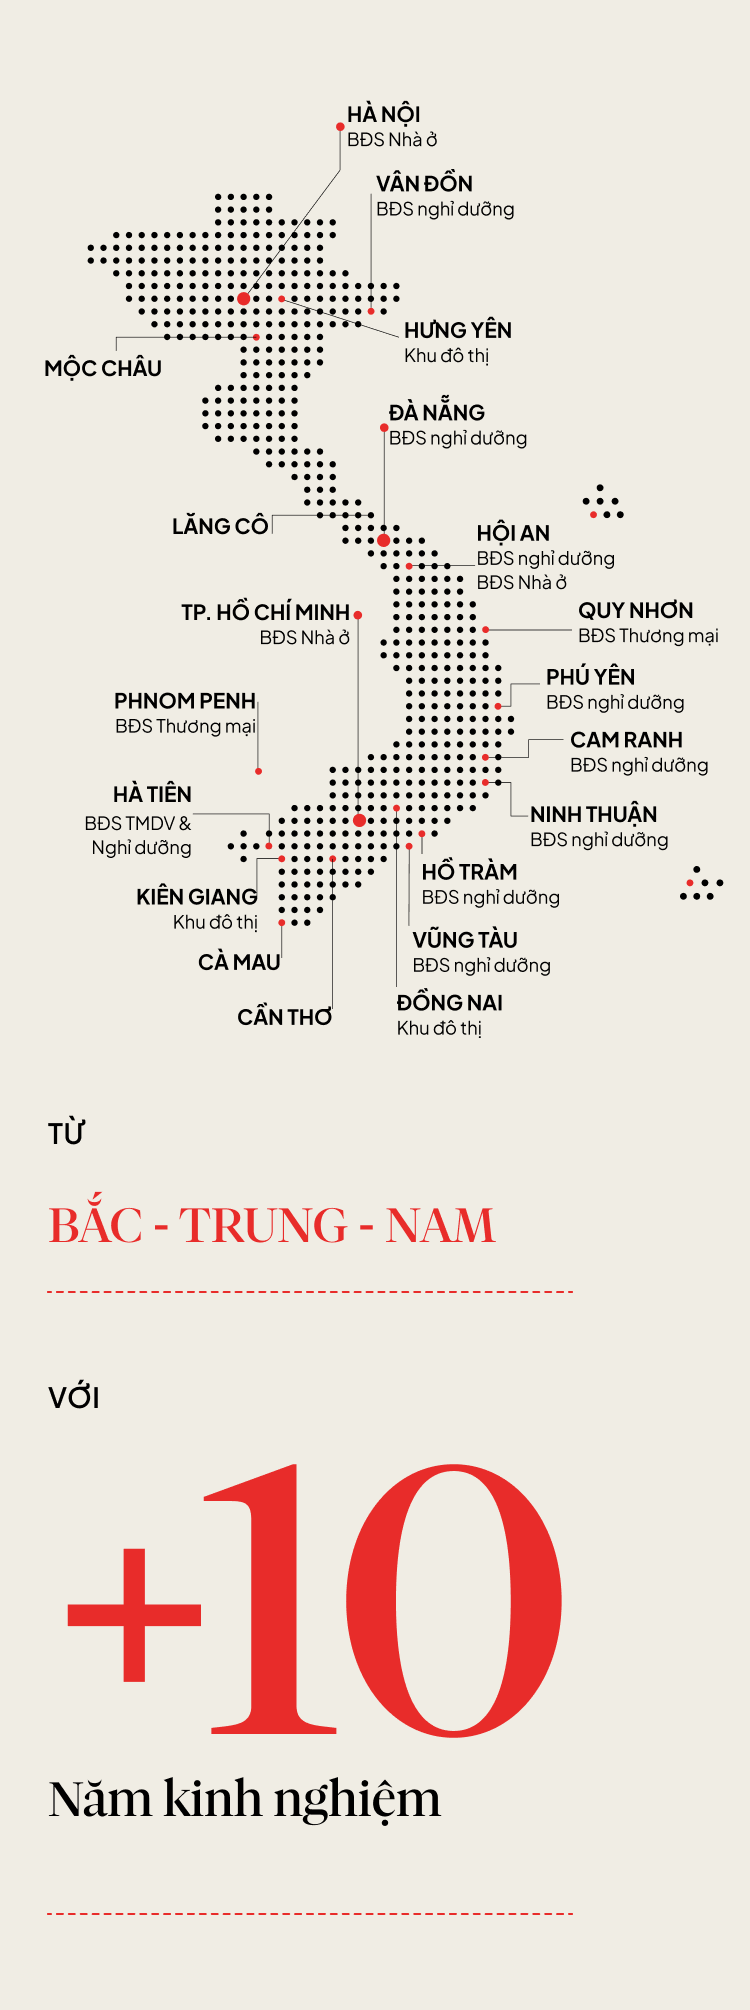 HÀ NỘI
BĐS Nhà ở
VÂN ĐỒN
BĐS nghỉ dưỡng
HƯNG YÊN
Khu đô thị
MỘC CHÂU
ĐÀ NẴNG
BĐS nghỉ dưỡng
LĂNG CÔ
HỘI AN
BĐS nghỉ dưỡng
BĐS Nhà ở
TP. HỒ CHÍ MINH
BĐS Nhà ở
QUY NHƠN
BĐS Thương mại
PHÚ YÊN
BĐS nghỉ dưỡng
PHNOM PENH
BĐS Thương mại
CAM RANH
BĐS nghỉ dưỡng
HÀ TIÊN
BĐS TMDV &
Nghỉ dưỡng
NINH THUẬN
BĐS nghỉ dưỡng
HỒ TRÀM
BĐS nghỉ dưỡng
KIÊN GIANG
Khu đô thị
VŨNG TÀU
BĐS nghỉ dưỡng
CÀ MAU
ĐỒNG NAI
Khu đô thị
CẦN THƠ
TỪ
BẮC - TRUNG - NAM
VỚI
+10
Năm kinh nghiệm